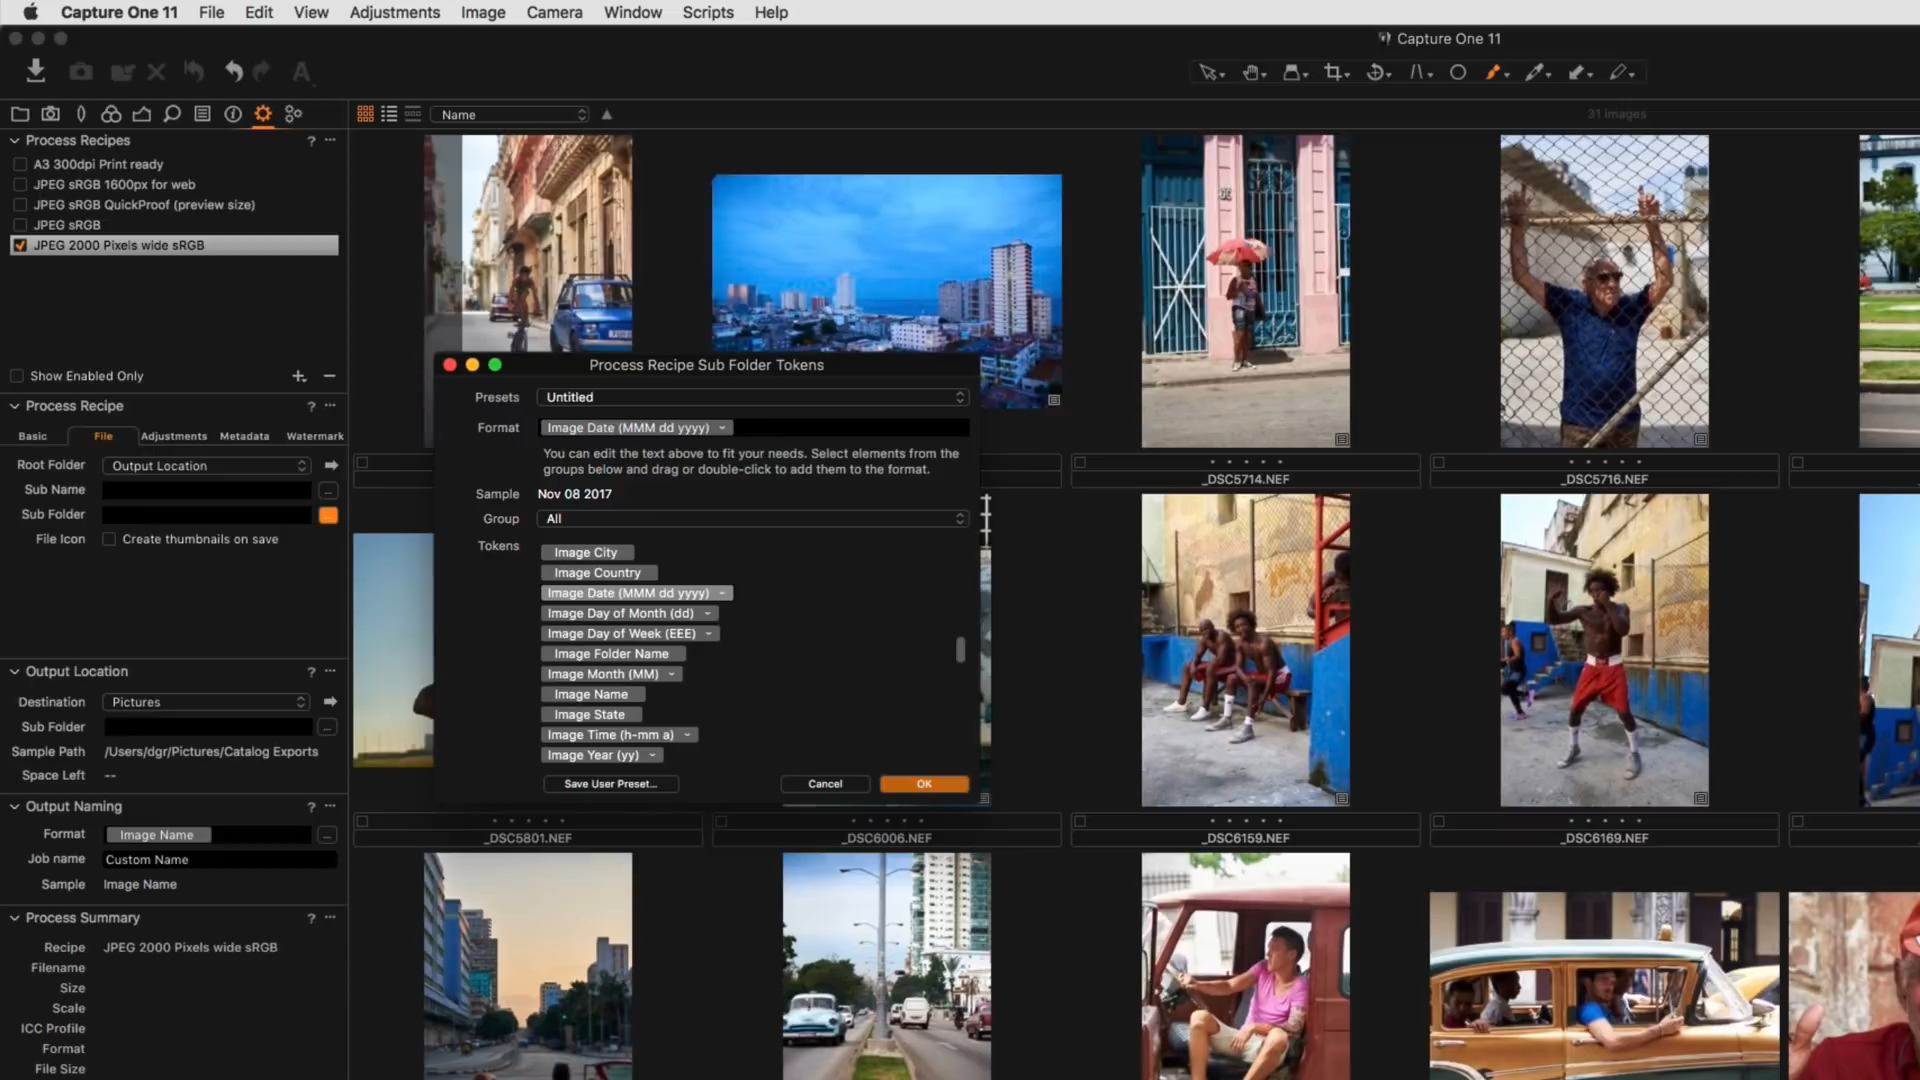 Capture One 11 File Edit View Adjustments Image Camera Window Scripts Help
Capture One 11
Name
31 images
Process Recipes
A3 300dpi Print ready
JPEG sRGB 1600px for web
JPEG sRGB QuickProof (preview size)
JPEG sRGB
JPEG 2000 Pixels wide sRGB
Show Enabled Only
Process Recipe
Basic File Adjustments Metadata Watermark
Root Folder Output Location
Sub Name
Sub Folder
File Icon Create thumbnails on save
Output Location
Destination Pictures
Sub Folder
Sample Path /Users/dgr/Pictures/Catalog Exports
Space Left --
Output Naming
Format Image Name
Job name Custom Name
Sample Image Name
Process Summary
Recipe JPEG 2000 Pixels wide sRGB
Filename
Size
Scale
ICC Profile
Format
File Size
Process Recipe Sub Folder Tokens
Presets Untitled
Format Image Date (MMM dd yyyy)
You can edit the text above to fit your needs. Select elements from the
groups below and drag or double-click to add them to the format.
Sample Nov 08 2017
Group All
Tokens
Image City
Image Country
Image Date (MMM dd yyyy)
Image Day of Month (dd)
Image Day of Week (EEE)
Image Folder Name
Image Month (MM)
Image Name
Image State
Image Time (h-mm a)
Image Year (yy)
Save User Preset... Cancel OK
_DSC5714.NEF
_DSC5716.NEF
_DSC5801.NEF
_DSC6006.NEF
_DSC6159.NEF
_DSC6169.NEF